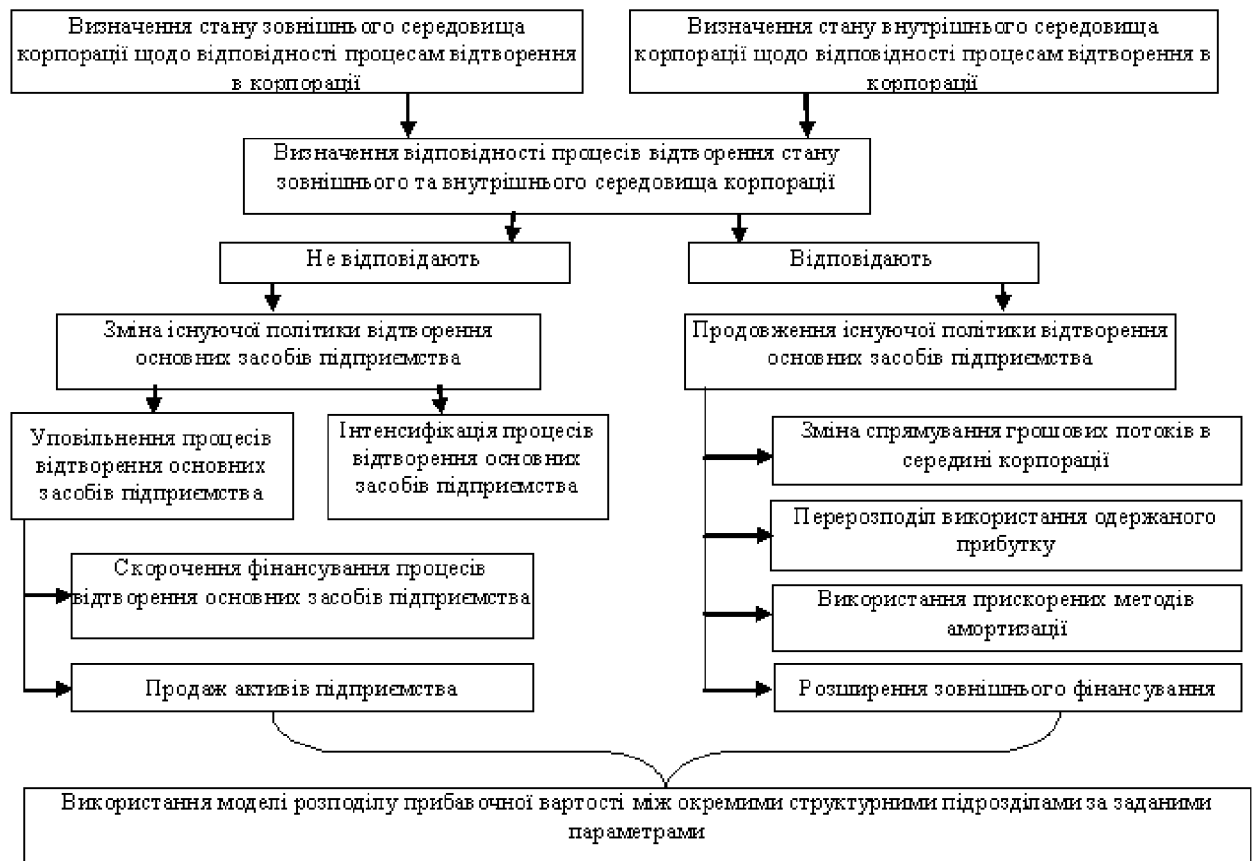 Визначення стану зовнішнього середовища
корпорації щодо відповідності процесам відтворення
в корпорації
Визначення стану внутрішнього середовища
корпорації щодо відповідності процесам відтворення в
корпорації
Визначення відповідності процесів відтворення стану
зовнішнього та внутрішнього середовища корпорації
Не відповідають
Відповідають
Зміна існуючої політики відтворення
основних засобів підприємства
Продовження існуючої політики відтворення
основних засобів підприємства
Уповільнення процесів
відтворення основних
засобів підприємства
Інтенсифікація процесів
відтворення основних
засобів підприємства
Зміна спрямування грошових потоків в
середині корпорації
Перерозподіл використання одержаного
прибутку
Скорочення фінансування процесів
відтворення основних засобів підприємства
Використання прискорених методів
амортизації
Продаж активів підприємства
Розширення зовнішнього фінансування
Використання моделі розподілу прибавочної вартості між окремими структурними підрозділами за заданими
параметрами